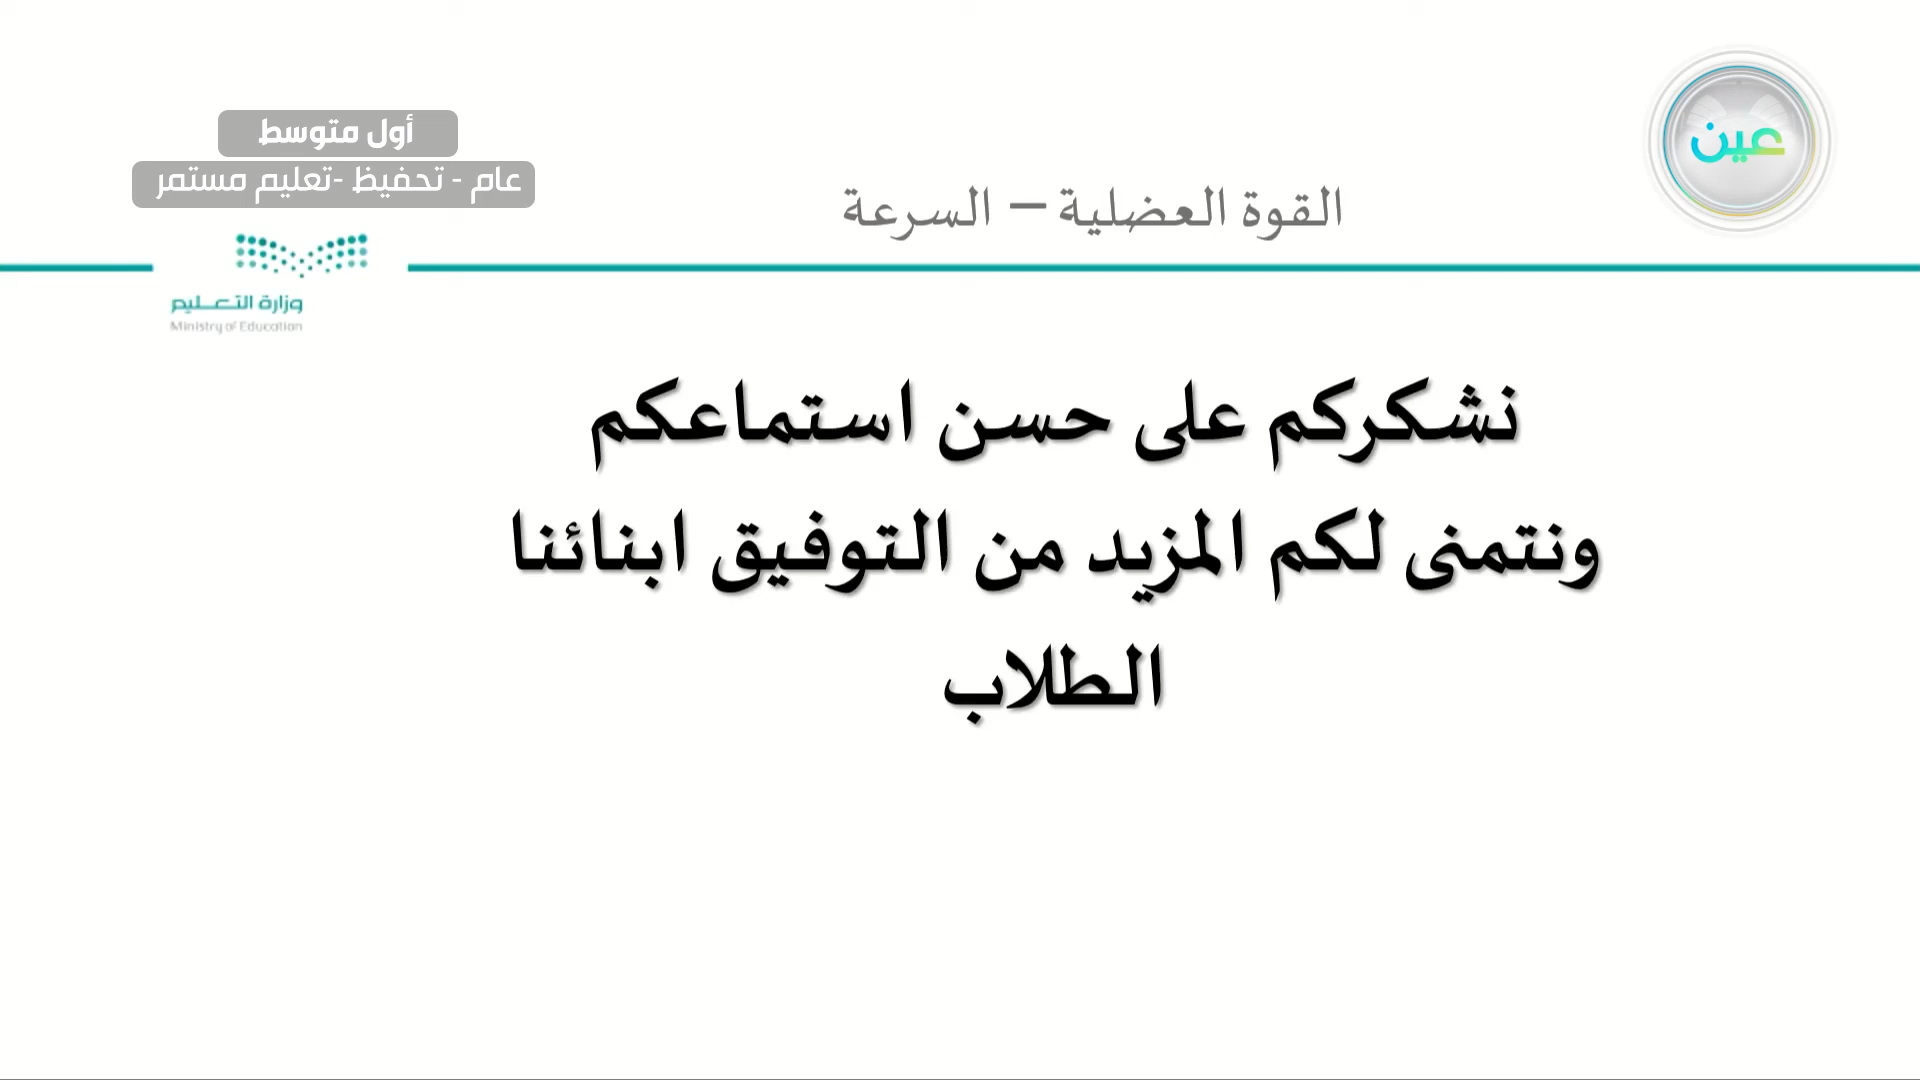 عين
أول متوسط
عام - تحفيظ -تعليم مستمر
القوة العضلية – السرعة
وزارة التعليم
Ministry of Education
نشكركم على حسن استماعكم
ونتمنى لكم المزيد من التوفيق ابنائنا
الطلاب